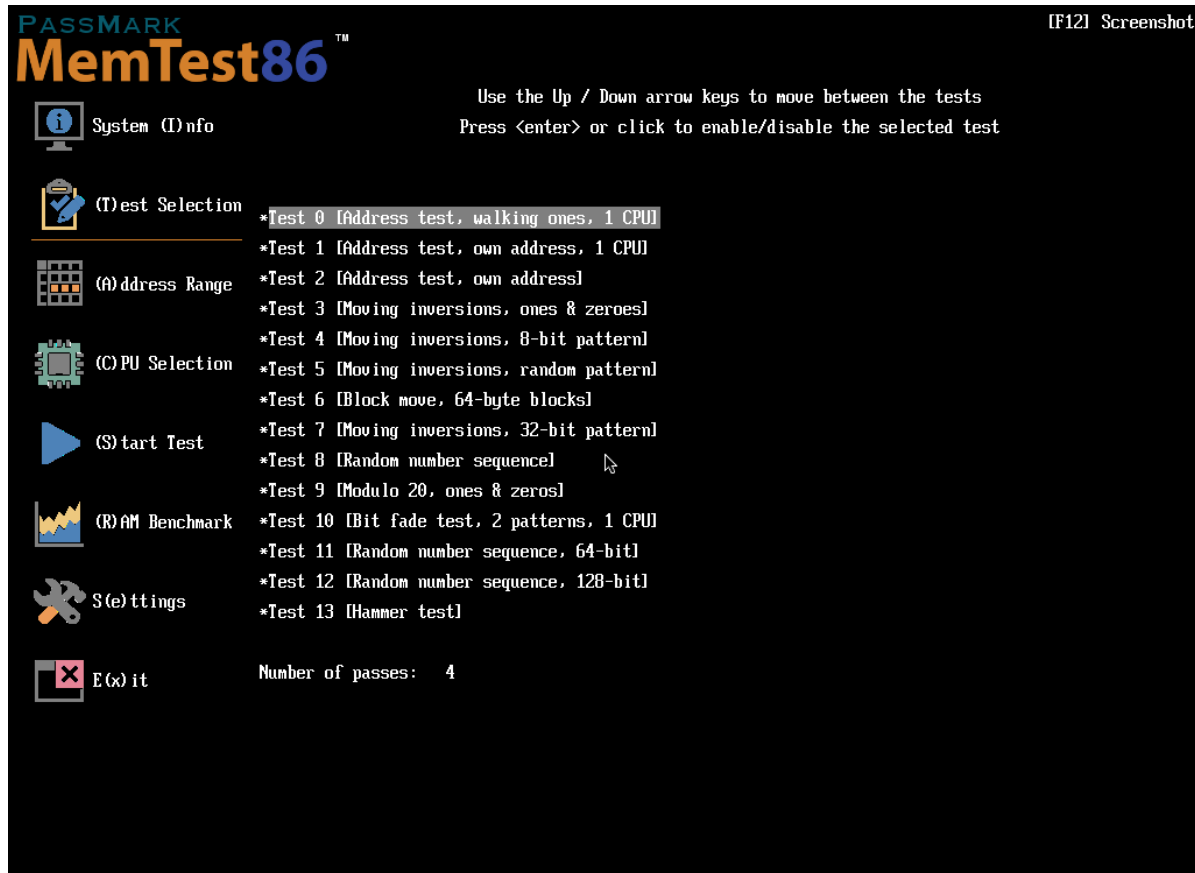 PASSMARK
MemTest86™
[F12] Screenshot
Use the Up / Down arrow keys to move between the tests
Press <enter> or click to enable/disable the selected test
System (I)nfo
(T)est Selection
(A)ddress Range
(C)PU Selection
(S)tart Test
(R)AM Benchmark
S(e)ttings
E(x)it
*Test 0 [Address test, walking ones, 1 CPU]
*Test 1 [Address test, own address, 1 CPU]
*Test 2 [Address test, own address]
*Test 3 [Moving inversions, ones & zeroes]
*Test 4 [Moving inversions, 8-bit pattern]
*Test 5 [Moving inversions, random pattern]
*Test 6 [Block move, 64-byte blocks]
*Test 7 [Moving inversions, 32-bit pattern]
*Test 8 [Random number sequence]
*Test 9 [Modulo 20, ones & zeros]
*Test 10 [Bit fade test, 2 patterns, 1 CPU]
*Test 11 [Random number sequence, 64-bit]
*Test 12 [Random number sequence, 128-bit]
*Test 13 [Hammer test]
Number of passes: 4